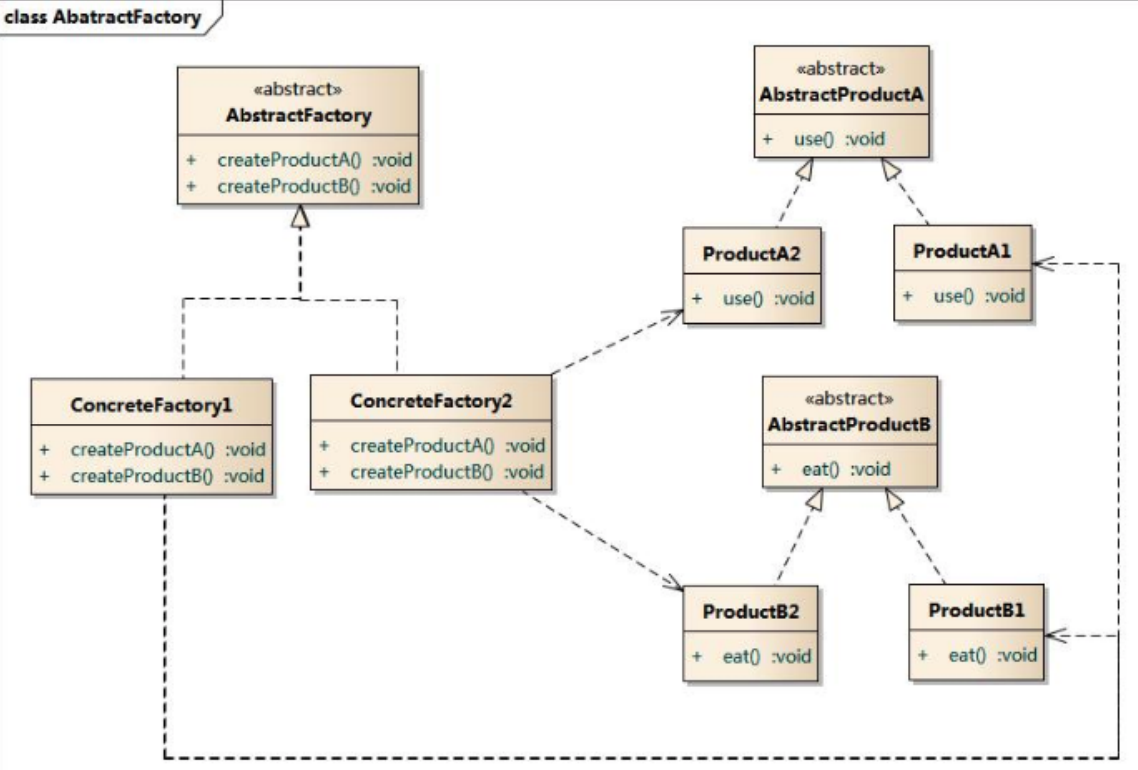 class AbatractFactory
«abstract»
AbstractFactory
+ createProductA() :void
+ createProductB() :void
«abstract»
AbstractProductA
+ use() :void
ProductA2
+ use() :void
ProductA1
+ use() :void
ConcreteFactory1
+ createProductA() :void
+ createProductB() :void
ConcreteFactory2
+ createProductA() :void
+ createProductB() :void
«abstract»
AbstractProductB
+ eat() :void
ProductB2
+ eat() :void
ProductB1
+ eat() :void